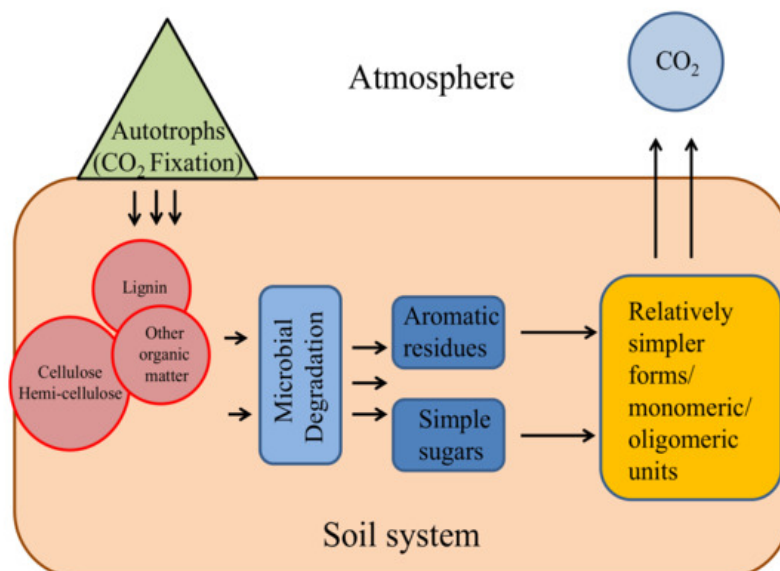 Atmosphere
CO₂
Autotrophs
(CO₂ Fixation)
Lignin
Other
organic
matter
Cellulose
Hemi-cellulose
Microbial
Degradation
Aromatic
residues
Simple
sugars
Relatively
simpler
forms/
monomeric/
oligomeric
units
Soil system